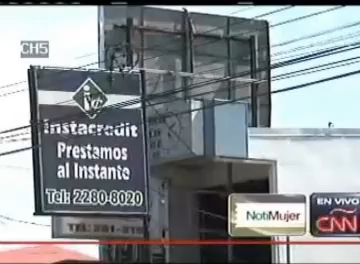 CH5
Instacredit
Prestamos
al Instante
Tel: 2280-8020
NotiMujer
EN VIVO
CNN